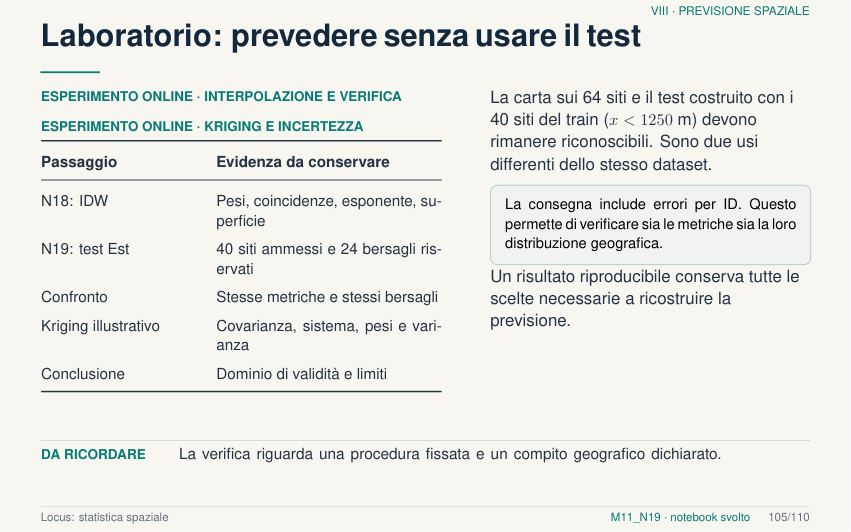 VIII · PREVISIONE SPAZIALE
Laboratorio: prevedere senza usare il test
ESPERIMENTO ONLINE · INTERPOLAZIONE E VERIFICA
ESPERIMENTO ONLINE · KRIGING E INCERTEZZA
Passaggio Evidenza da conservare
N18: IDW Pesi, coincidenze, esponente, su-
perficie
N19: test Est 40 siti ammessi e 24 bersagli ris-
ervati
Confronto Stesse metriche e stessi bersagli
Kriging illustrativo Covarianza, sistema, pesi e vari-
anza
Conclusione Dominio di validità e limiti
La carta sui 64 siti e il test costruito con i
40 siti del train (x < 1250 m) devono
rimanere riconoscibili. Sono due usi
differenti dello stesso dataset.
La consegna include errori per ID. Questo
permette di verificare sia le metriche sia la loro
distribuzione geografica.
Un risultato riproducibile conserva tutte le
scelte necessarie a ricostruire la
previsione.
DA RICORDARE La verifica riguarda una procedura fissata e un compito geografico dichiarato.
Locus: statistica spaziale M11_N19 · notebook svolto 105/110